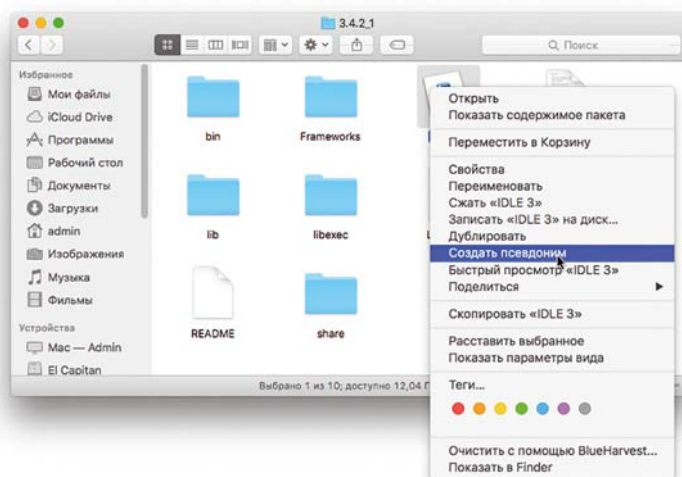 3.4.2_1
Поиск
Избранное
Мои файлы
iCloud Drive
Программы
Рабочий стол
Документы
Загрузки
admin
Изображения
Музыка
Фильмы
Устройства
Mac — Admin
El Capitan
bin
Frameworks
lib
libexec
README
share
Выбрано 1 из 10; доступно 12,04
Открыть
Показать содержимое пакета
Переместить в Корзину
Свойства
Переименовать
Сжать «IDLE 3»
Записать «IDLE 3» на диск...
Дублировать
Создать псевдоним
Быстрый просмотр «IDLE 3»
Поделиться
Скопировать «IDLE 3»
Расставить выбранное
Показать параметры вида
Теги...
Очистить с помощью BlueHarvest...
Показать в Finder